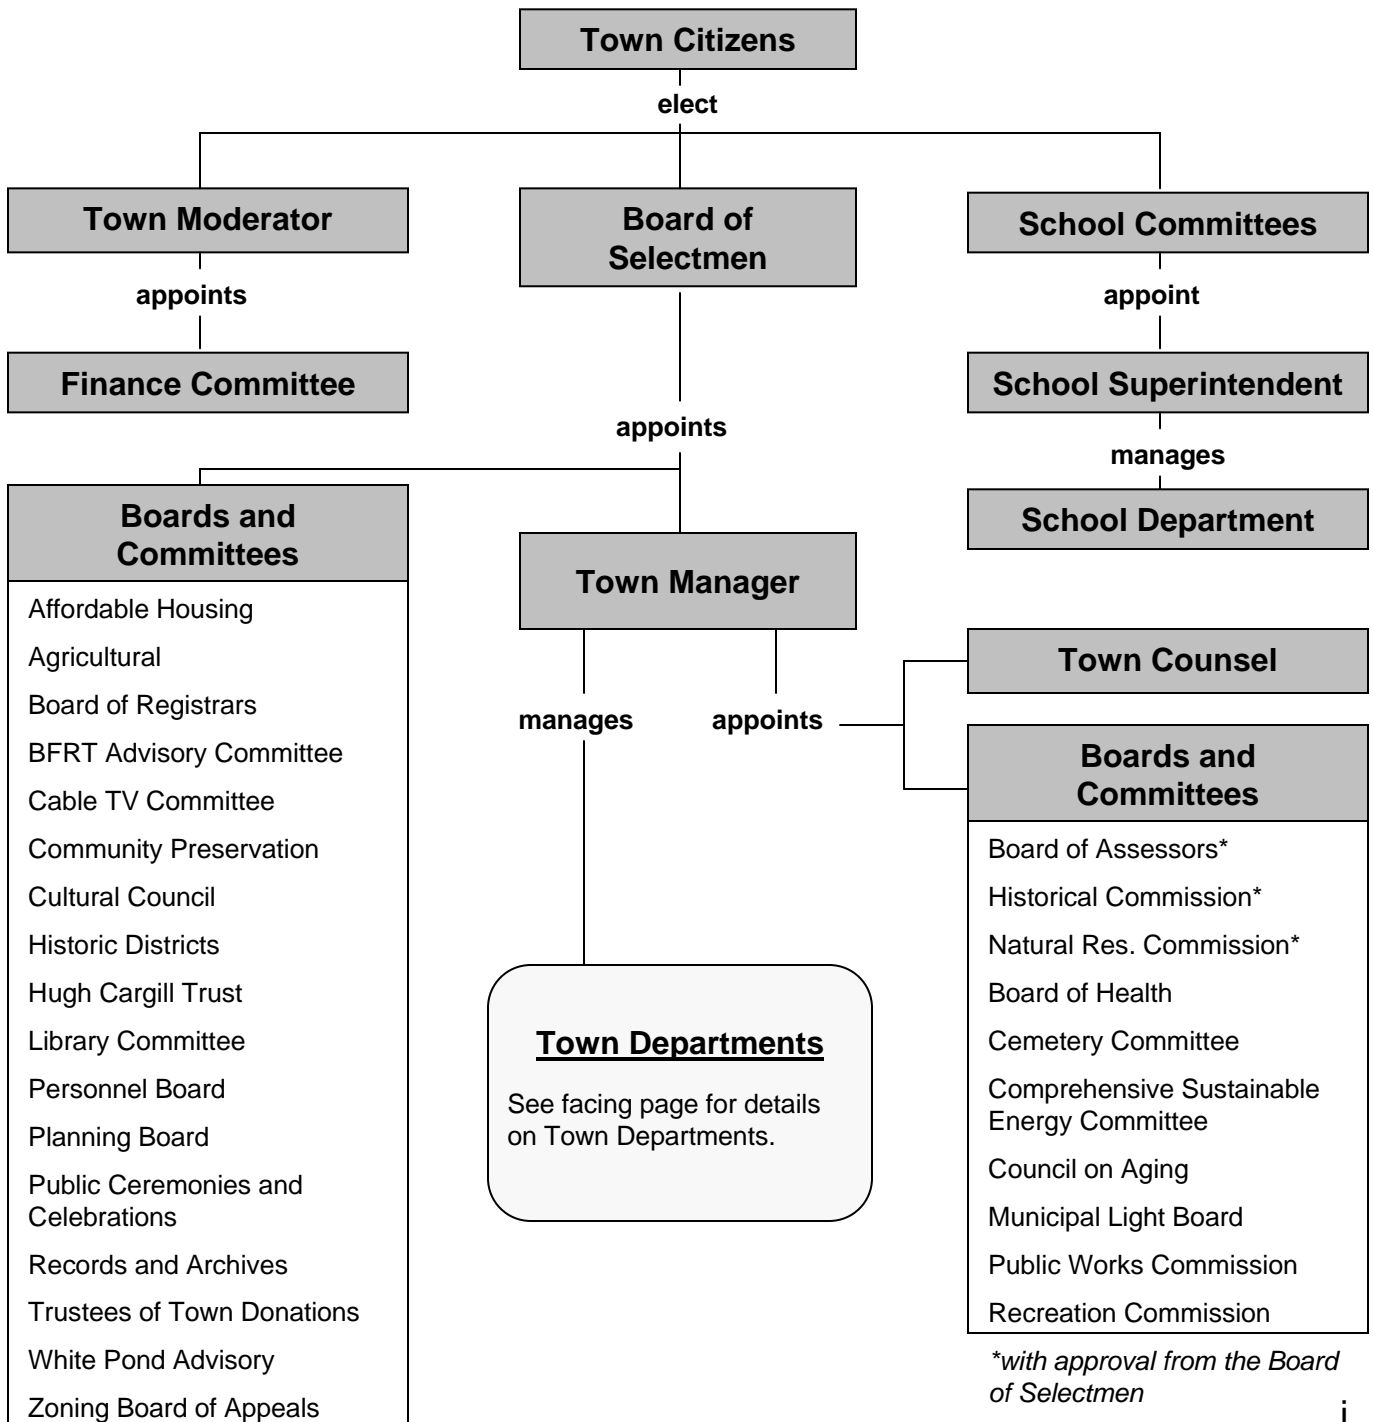 Town Citizens
elect
Town Moderator
Board of
Selectmen
School Committees
appoints
appoint
Finance Committee
School Superintendent
appoints
manages
School Department
Boards and
Committees
Affordable Housing
Agricultural
Board of Registrars
BFRT Advisory Committee
Cable TV Committee
Community Preservation
Cultural Council
Historic Districts
Hugh Cargill Trust
Library Committee
Personnel Board
Planning Board
Public Ceremonies and
Celebrations
Records and Archives
Trustees of Town Donations
White Pond Advisory
Zoning Board of Appeals
Town Manager
manages
appoints
Town Departments
See facing page for details
on Town Departments.
Town Counsel
Boards and
Committees
Board of Assessors*
Historical Commission*
Natural Res. Commission*
Board of Health
Cemetery Committee
Comprehensive Sustainable
Energy Committee
Council on Aging
Municipal Light Board
Public Works Commission
Recreation Commission
*with approval from the Board
of Selectmen
i